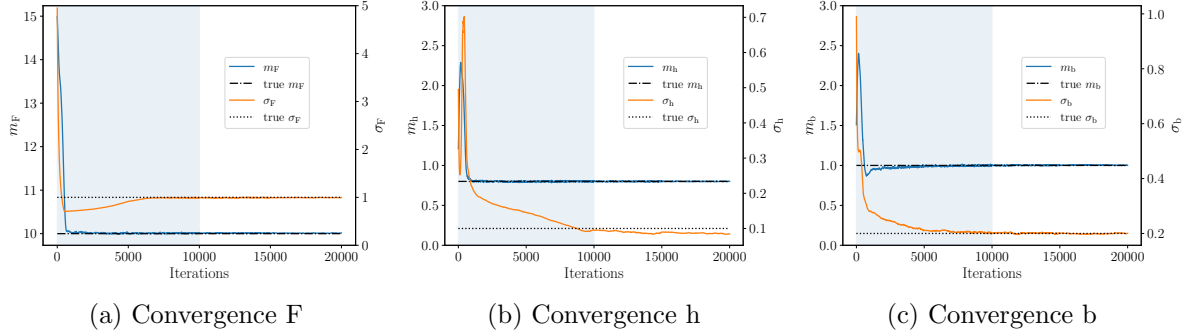 15
14
13
12
11
10
m_F
5
4
3
2
1
0
σ_F
m_F
true m_F
σ_F
true σ_F
0
5000
10000
15000
20000
Iterations
(a) Convergence F
3.0
2.5
2.0
1.5
1.0
0.5
0.0
m_h
0.7
0.6
0.5
0.4
0.3
0.2
0.1
σ_h
m_h
true m_h
σ_h
true σ_h
0
5000
10000
15000
20000
Iterations
(b) Convergence h
3.0
2.5
2.0
1.5
1.0
0.5
0.0
m_b
1.0
0.8
0.6
0.4
0.2
σ_b
m_b
true m_b
σ_b
true σ_b
0
5000
10000
15000
20000
Iterations
(c) Convergence b